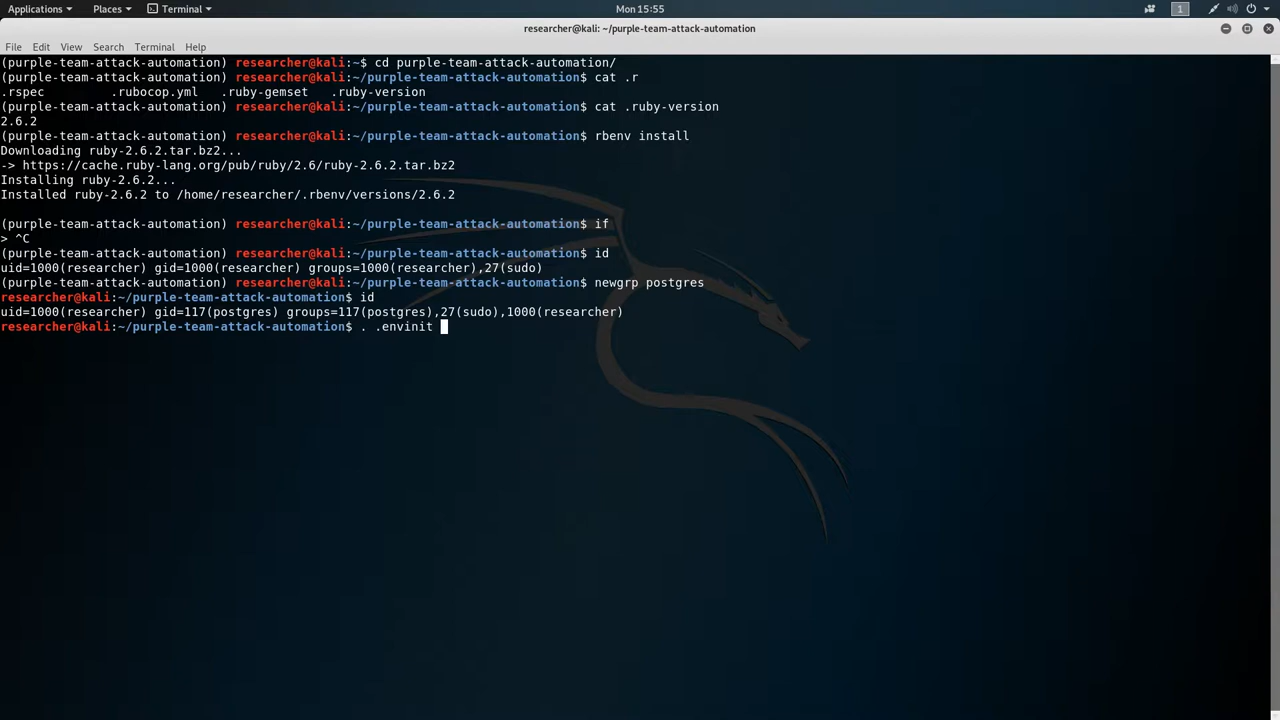 Applications Places Terminal Mon 15:55 1
researcher@kali: ~/purple-team-attack-automation
File Edit View Search Terminal Help
(purple-team-attack-automation) researcher@kali:~$ cd purple-team-attack-automation/
(purple-team-attack-automation) researcher@kali:~/purple-team-attack-automation$ cat .r
.rspec .rubocop.yml .ruby-gemset .ruby-version
(purple-team-attack-automation) researcher@kali:~/purple-team-attack-automation$ cat .ruby-version
2.6.2
(purple-team-attack-automation) researcher@kali:~/purple-team-attack-automation$ rbenv install
Downloading ruby-2.6.2.tar.bz2...
-> https://cache.ruby-lang.org/pub/ruby/2.6/ruby-2.6.2.tar.bz2
Installing ruby-2.6.2...
Installed ruby-2.6.2 to /home/researcher/.rbenv/versions/2.6.2
(purple-team-attack-automation) researcher@kali:~/purple-team-attack-automation$ if
> ^C
(purple-team-attack-automation) researcher@kali:~/purple-team-attack-automation$ id
uid=1000(researcher) gid=1000(researcher) groups=1000(researcher),27(sudo)
(purple-team-attack-automation) researcher@kali:~/purple-team-attack-automation$ newgrp postgres
researcher@kali:~/purple-team-attack-automation$ id
uid=1000(researcher) gid=117(postgres) groups=117(postgres),27(sudo),1000(researcher)
researcher@kali:~/purple-team-attack-automation$ . .envinit